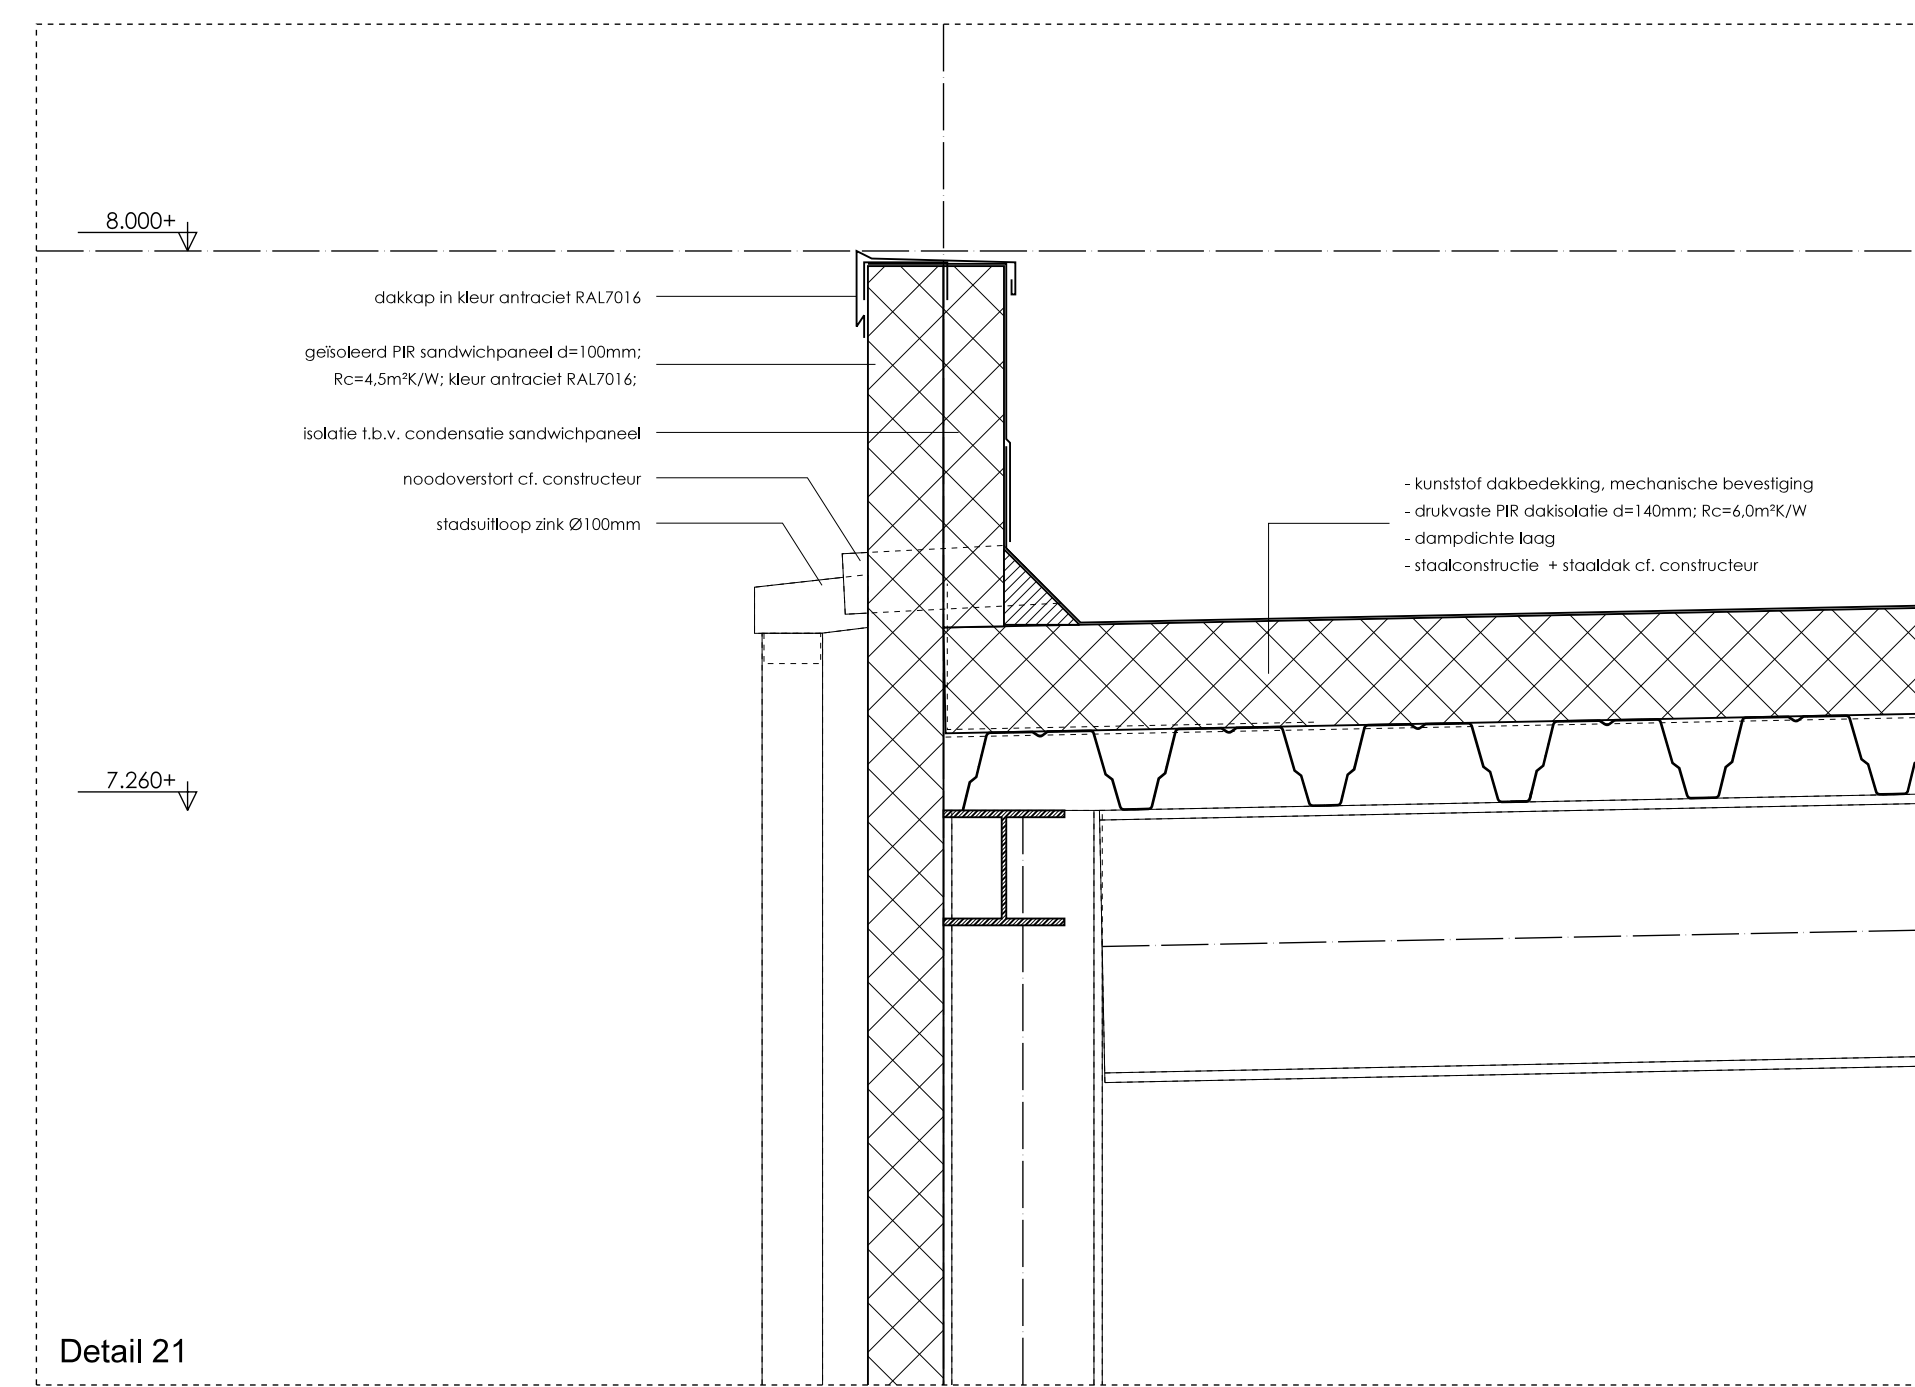 8.000+
dakkap in kleur antraciet RAL7016
geïsoleerd PIR sandwichpaneel d=100mm;
Rc=4,5m²K/W; kleur antraciet RAL7016;
isolatie t.b.v. condensatie sandwichpaneel
noodoverstort cf. constructeur
stadsuitloop zink Ø100mm
- kunststof dakbedekking, mechanische bevestiging
- drukvaste PIR dakisolatie d=140mm; Rc=6,0m²K/W
- dampdichte laag
- staalconstructie + staaldak cf. constructeur
7.260+
Detail 21